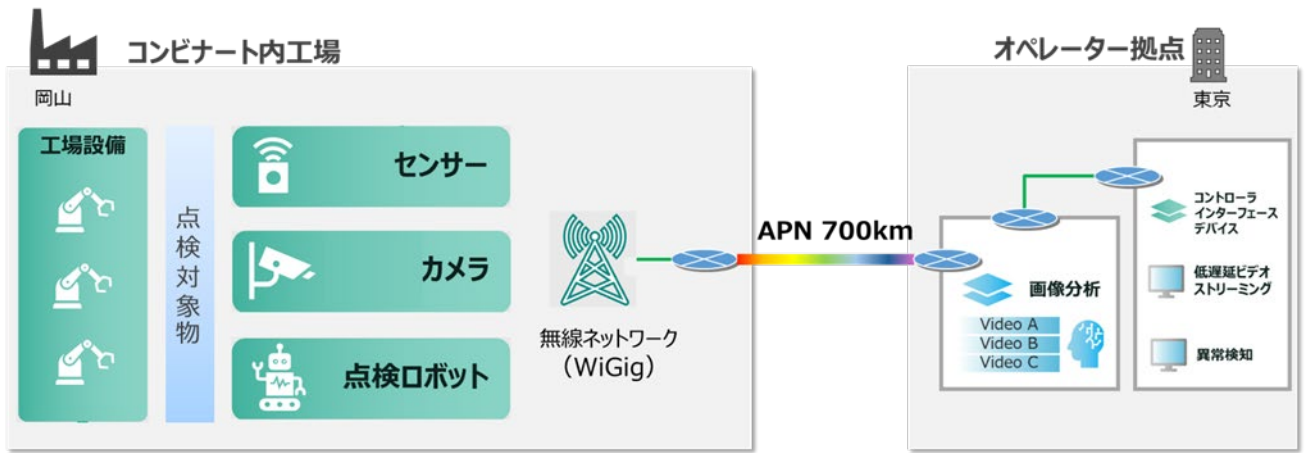 コンビナート内工場
岡山
工場設備
点検対象物
センサー
カメラ
点検ロボット
無線ネットワーク
(WiGig)
APN 700km
オペレーター拠点
東京
画像分析
Video A
Video B
Video C
コントローラ
インターフェース
デバイス
低遅延ビデオ
ストリーミング
異常検知